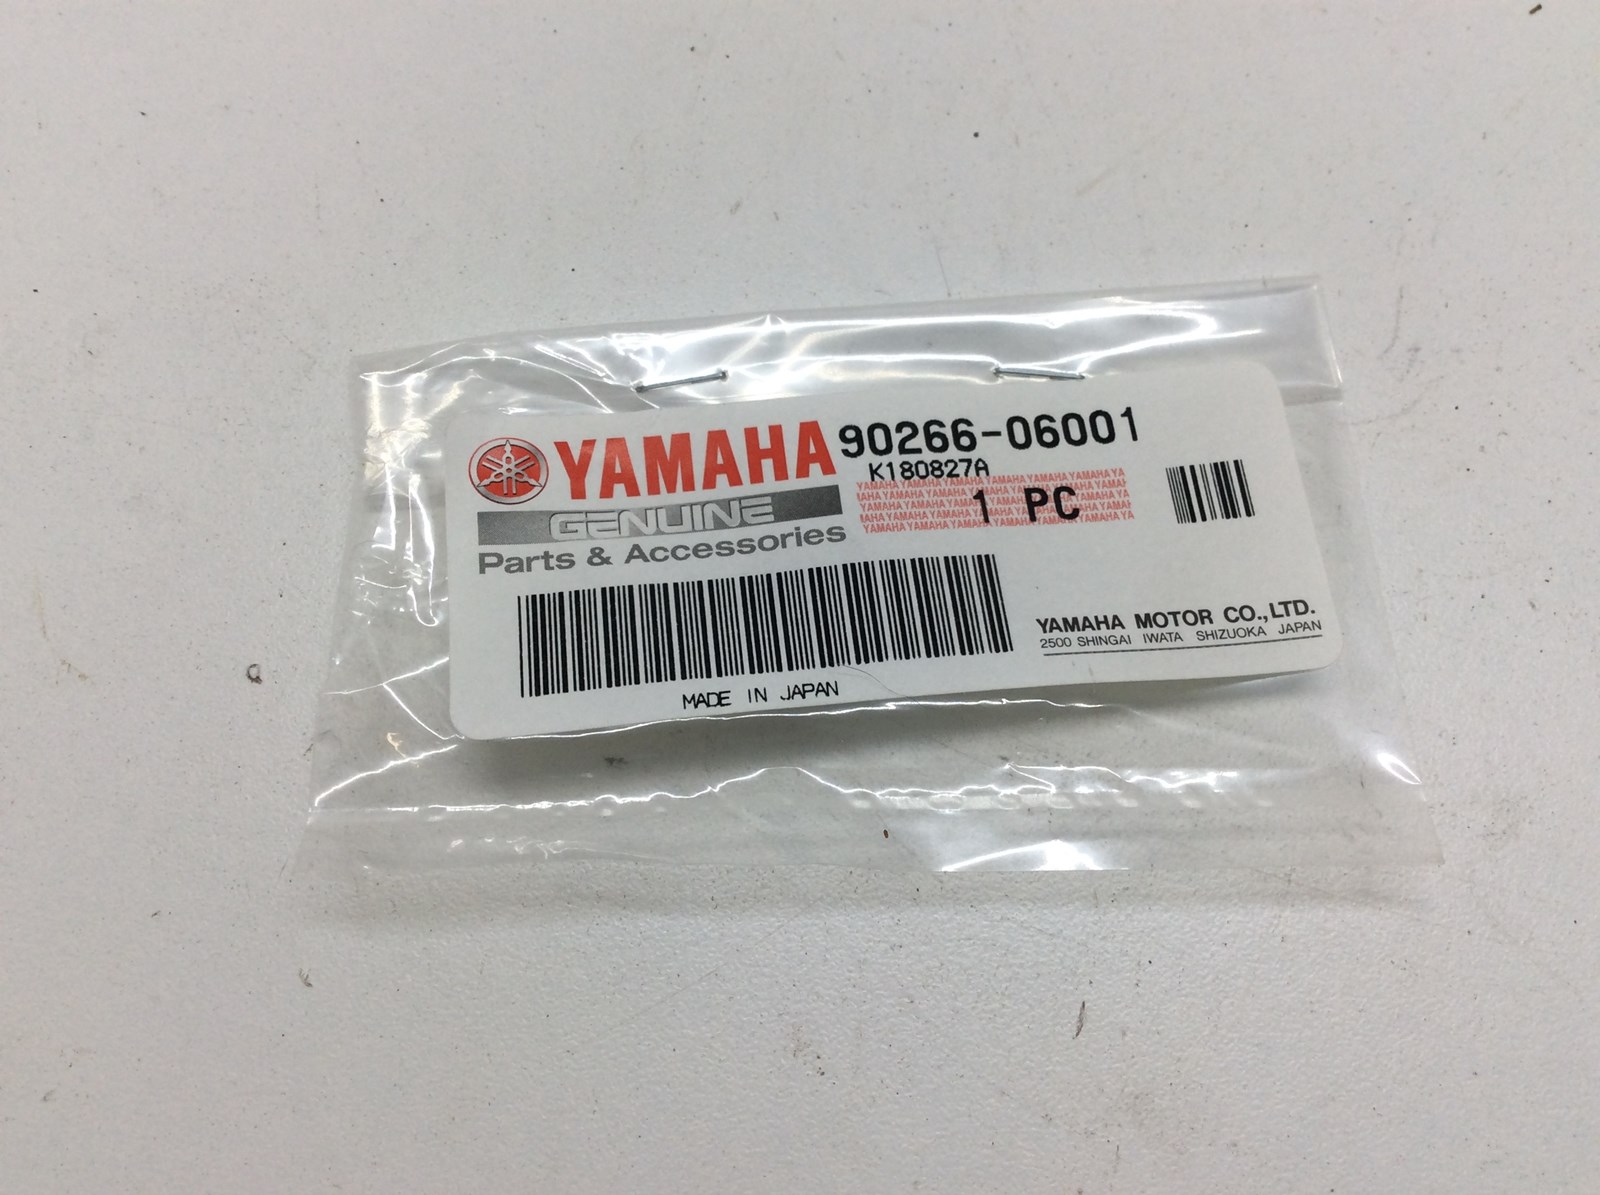 YAMAHA 90266-06001
K180827A
GENUINE
1 PC
Parts & Accessories
YAMAHA MOTOR CO.,LTD.
2500 SHINGAI IWATA SHIZUOKA JAPAN
MADE IN JAPAN